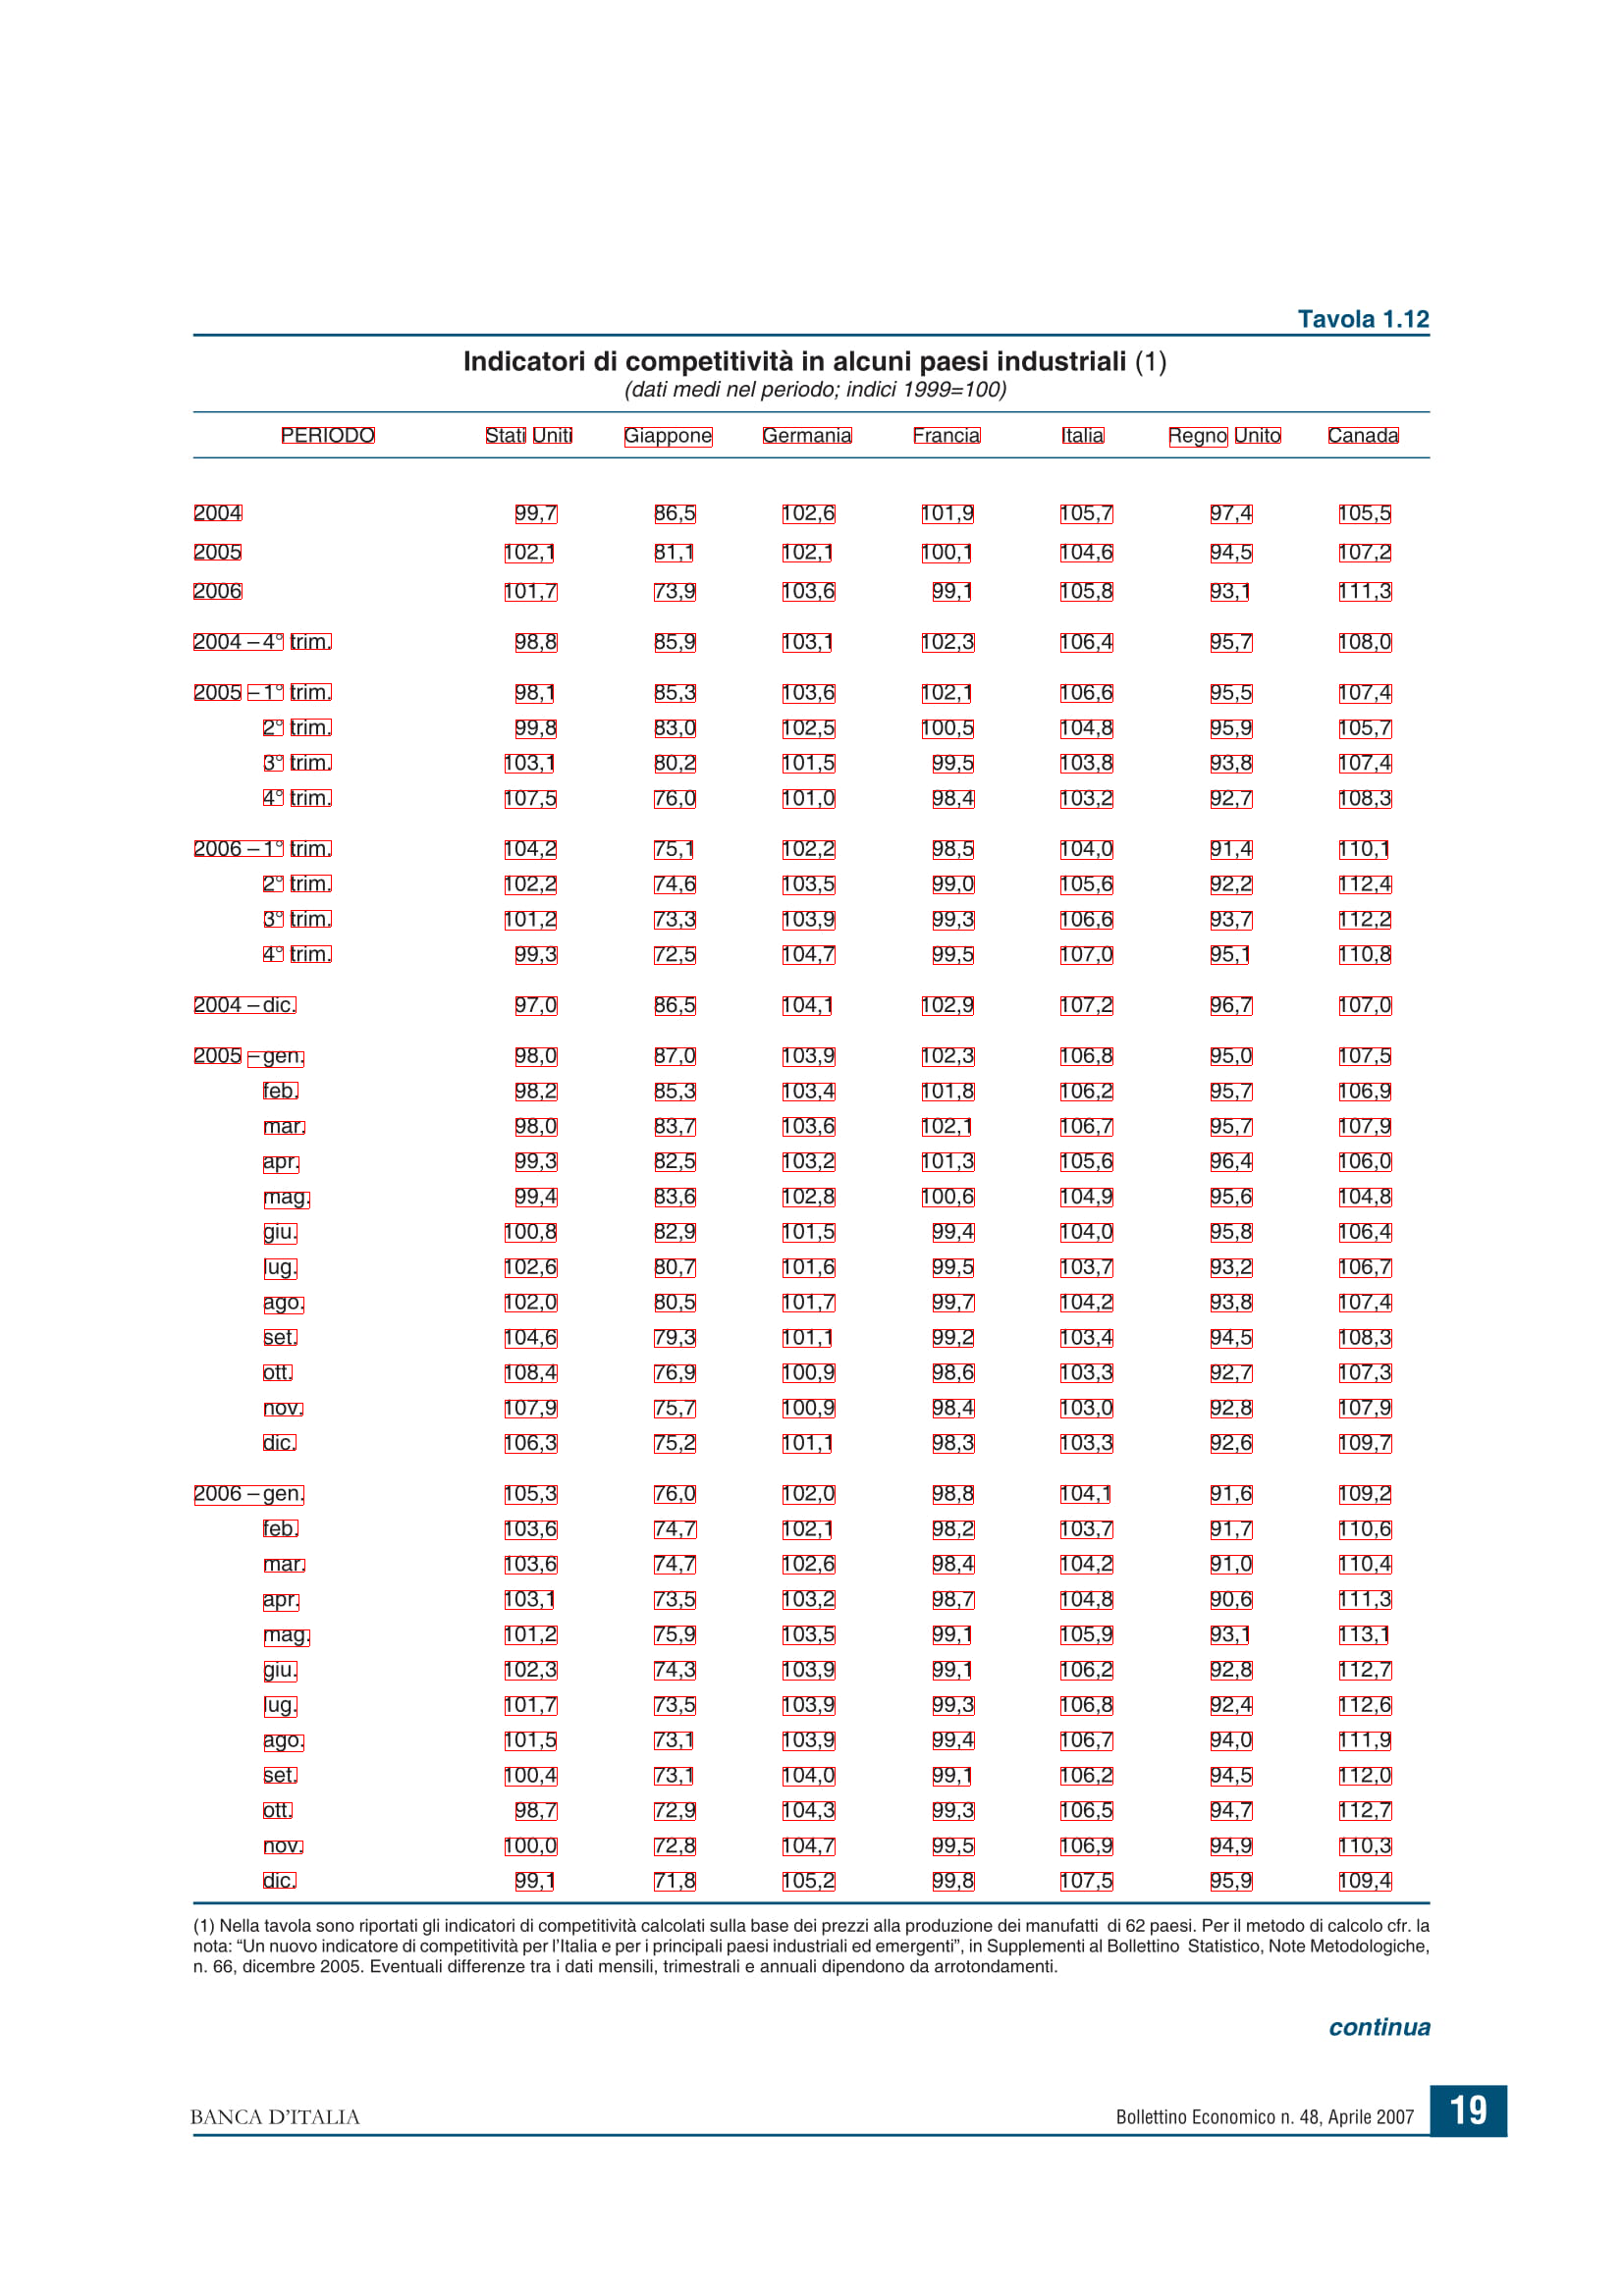 Tavola 1.12
Indicatori di competitività in alcuni paesi industriali (1)
(dati medi nel periodo; indici 1999=100)
PERIODO Stati Uniti Giappone Germania Francia Italia Regno Unito Canada
2004 99,7 86,5 102,6 101,9 105,7 97,4 105,5
2005 102,1 81,1 102,1 100,1 104,6 94,5 107,2
2006 101,7 73,9 103,6 99,1 105,8 93,1 111,3
2004 – 4° trim. 98,8 85,9 103,1 102,3 106,4 95,7 108,0
2005 – 1° trim. 98,1 85,3 103,6 102,1 106,6 95,5 107,4
2° trim. 99,8 83,0 102,5 100,5 104,8 95,9 105,7
3° trim. 103,1 80,2 101,5 99,5 103,8 93,8 107,4
4° trim. 107,5 76,0 101,0 98,4 103,2 92,7 108,3
2006 – 1° trim. 104,2 75,1 102,2 98,5 104,0 91,4 110,1
2° trim. 102,2 74,6 103,5 99,0 105,6 92,2 112,4
3° trim. 101,2 73,3 103,9 99,3 106,6 93,7 112,2
4° trim. 99,3 72,5 104,7 99,5 107,0 95,1 110,8
2004 – dic. 97,0 86,5 104,1 102,9 107,2 96,7 107,0
2005 – gen. 98,0 87,0 103,9 102,3 106,8 95,0 107,5
feb. 98,2 85,3 103,4 101,8 106,2 95,7 106,9
mar. 98,0 83,7 103,6 102,1 106,7 95,7 107,9
apr. 99,3 82,5 103,2 101,3 105,6 96,4 106,0
mag. 99,4 83,6 102,8 100,6 104,9 95,6 104,8
giu. 100,8 82,9 101,5 99,4 104,0 95,8 106,4
lug. 102,6 80,7 101,6 99,5 103,7 93,2 106,7
ago. 102,0 80,5 101,7 99,7 104,2 93,8 107,4
set. 104,6 79,3 101,1 99,2 103,4 94,5 108,3
ott. 108,4 76,9 100,9 98,6 103,3 92,7 107,3
nov. 107,9 75,7 100,9 98,4 103,0 92,8 107,9
dic. 106,3 75,2 101,1 98,3 103,3 92,6 109,7
2006 – gen. 105,3 76,0 102,0 98,8 104,1 91,6 109,2
feb. 103,6 74,7 102,1 98,2 103,7 91,7 110,6
mar. 103,6 74,7 102,6 98,4 104,2 91,0 110,4
apr. 103,1 73,5 103,2 98,7 104,8 90,6 111,3
mag. 101,2 75,9 103,5 99,1 105,9 93,1 113,1
giu. 102,3 74,3 103,9 99,1 106,2 92,8 112,7
lug. 101,7 73,5 103,9 99,3 106,8 92,4 112,6
ago. 101,5 73,1 103,9 99,4 106,7 94,0 111,9
set. 100,4 73,1 104,0 99,1 106,2 94,5 112,0
ott. 98,7 72,9 104,3 99,3 106,5 94,7 112,7
nov. 100,0 72,8 104,7 99,5 106,9 94,9 110,3
dic. 99,1 71,8 105,2 99,8 107,5 95,9 109,4
(1) Nella tavola sono riportati gli indicatori di competitività calcolati sulla base dei prezzi alla produzione dei manufatti di 62 paesi. Per il metodo di calcolo cfr. la
nota: “Un nuovo indicatore di competitività per l’Italia e per i principali paesi industriali ed emergenti”, in Supplementi al Bollettino Statistico, Note Metodologiche,
n. 66, dicembre 2005. Eventuali differenze tra i dati mensili, trimestrali e annuali dipendono da arrotondamenti.
continua
BANCA D’ITALIA Bollettino Economico n. 48, Aprile 2007 19